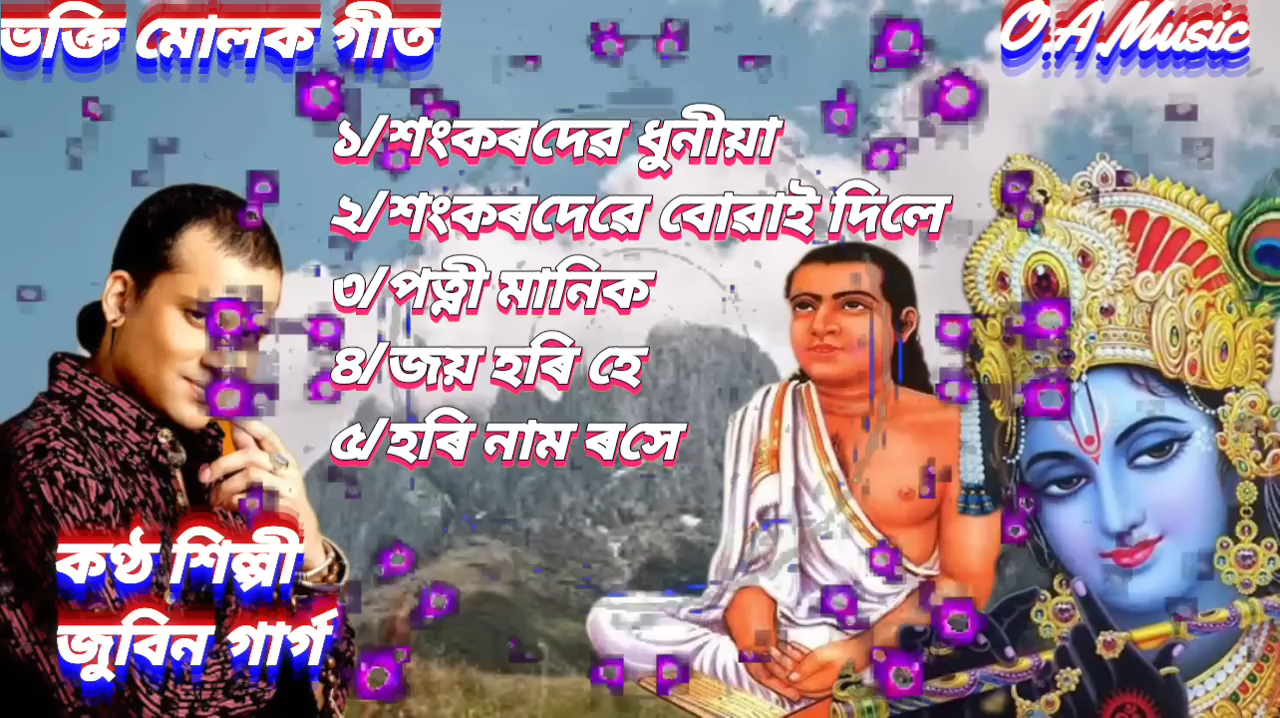 ভক্তি মোলক গীত
O.A.Music
১/শংকৰদেৱ ধুনীয়া
২/শংকৰদেৱে বোৱাই দিলে
৩/পত্নী মানিক
৪/জয় হৰি হে
৫/হৰি নাম ৰসে
কণ্ঠ শিল্পী
জুবিন গাৰ্গ